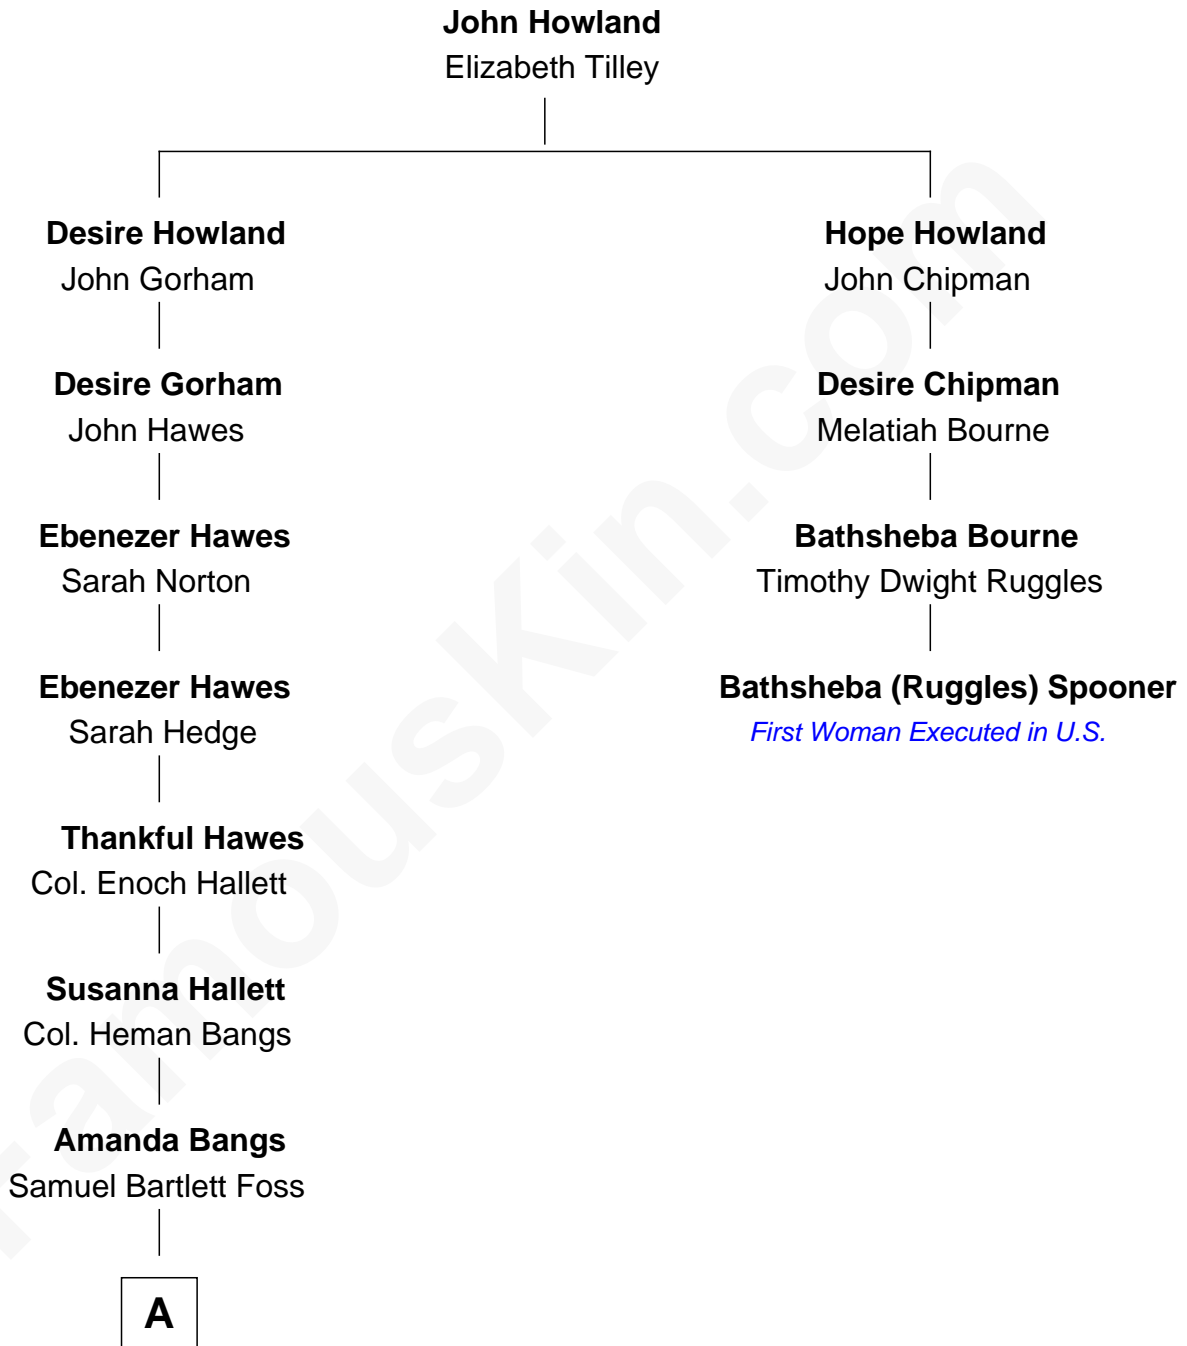 John Howland
Elizabeth Tilley
Desire Howland
John Gorham
Desire Gorham
John Hawes
Ebenezer Hawes
Sarah Norton
Ebenezer Hawes
Sarah Hedge
Thankful Hawes
Col. Enoch Hallett
Susanna Hallett
Col. Heman Bangs
Amanda Bangs
Samuel Bartlett Foss
A
Hope Howland
John Chipman
Desire Chipman
Melatiah Bourne
Bathsheba Bourne
Timothy Dwight Ruggles
Bathsheba (Ruggles) Spooner
First Woman Executed in U.S.
FamousKin.com